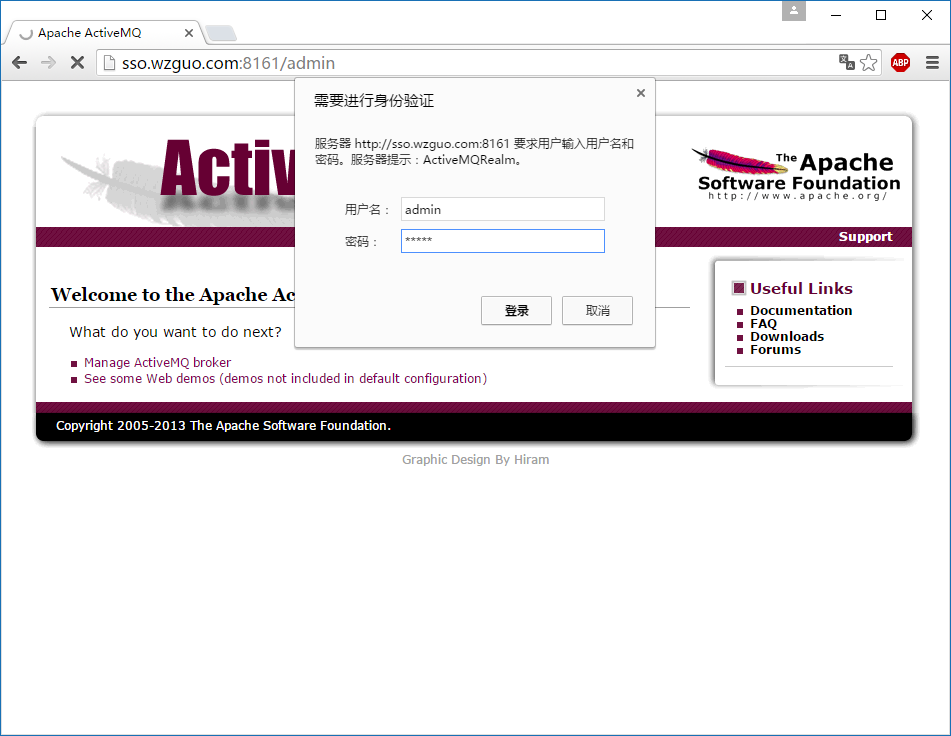 Apache ActiveMQ
sso.wzguo.com:8161/admin
ABP
需要进行身份验证
服务器 http://sso.wzguo.com:8161 要求用户输入用户名和
密码。服务器提示：ActiveMQRealm。
用户名： admin
密码： *****
登录 取消
Activ
The Apache
Software Foundation
http://www.apache.org/
Support
Welcome to the Apache Ac
What do you want to do next?
Manage ActiveMQ broker
See some Web demos (demos not included in default configuration)
Useful Links
Documentation
FAQ
Downloads
Forums
Copyright 2005-2013 The Apache Software Foundation.
Graphic Design By Hiram